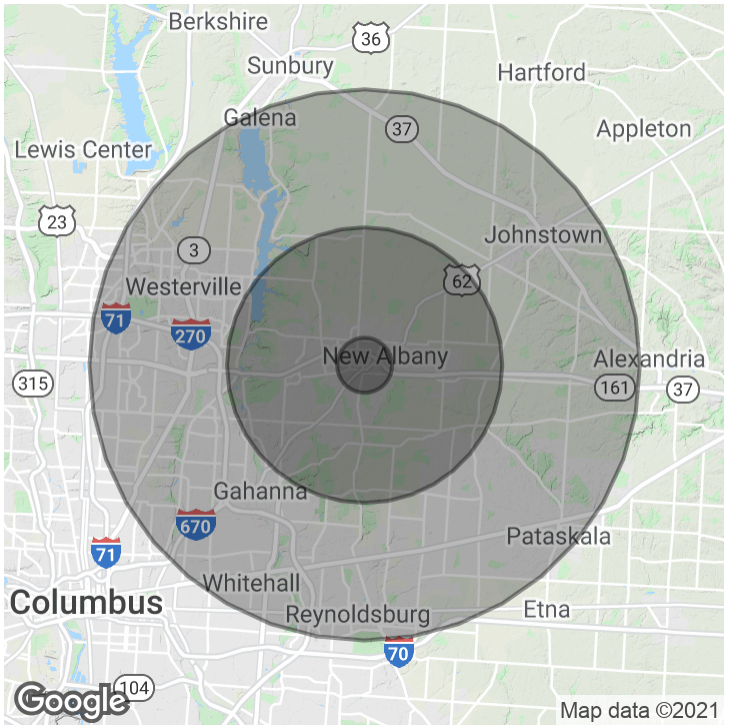 Berkshire
36
Sunbury
Hartford
Galena
37
Appleton
Lewis Center
23
3
Johnstown
62
Westerville
71
270
New Albany
Alexandria
315
161
37
Gahanna
670
71
Pataskala
Whitehall
Columbus
Reynoldsburg
Etna
70
104
Google
Map data ©2021